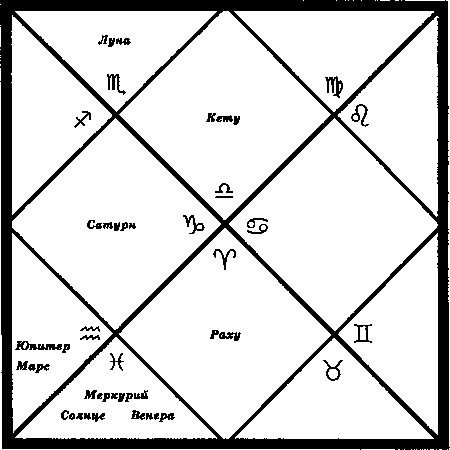 Луна
♏ ♍
♐ Кету ♌
♎
Сатурн ♑ ♋
♈
♒ Раху ♊
Юпитер
♓
Марс ♉
Меркурий
Солнце Венера